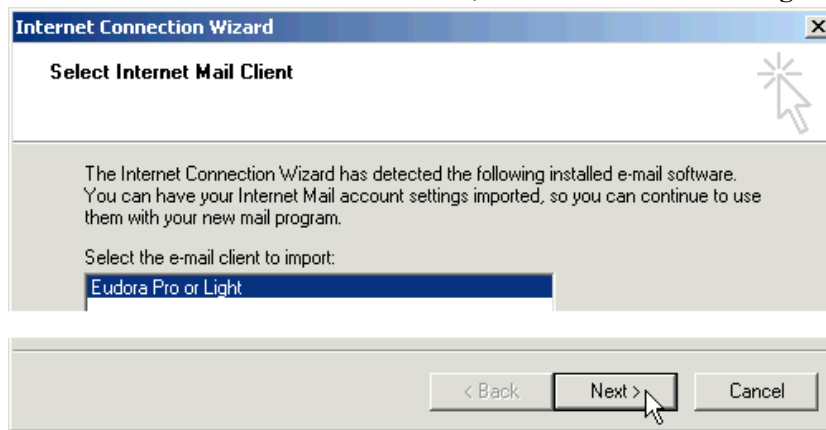 Internet Connection Wizard
Select Internet Mail Client
The Internet Connection Wizard has detected the following installed e-mail software.
You can have your Internet Mail account settings imported, so you can continue to use
them with your new mail program.
Select the e-mail client to import:
Eudora Pro or Light
< Back Next > Cancel